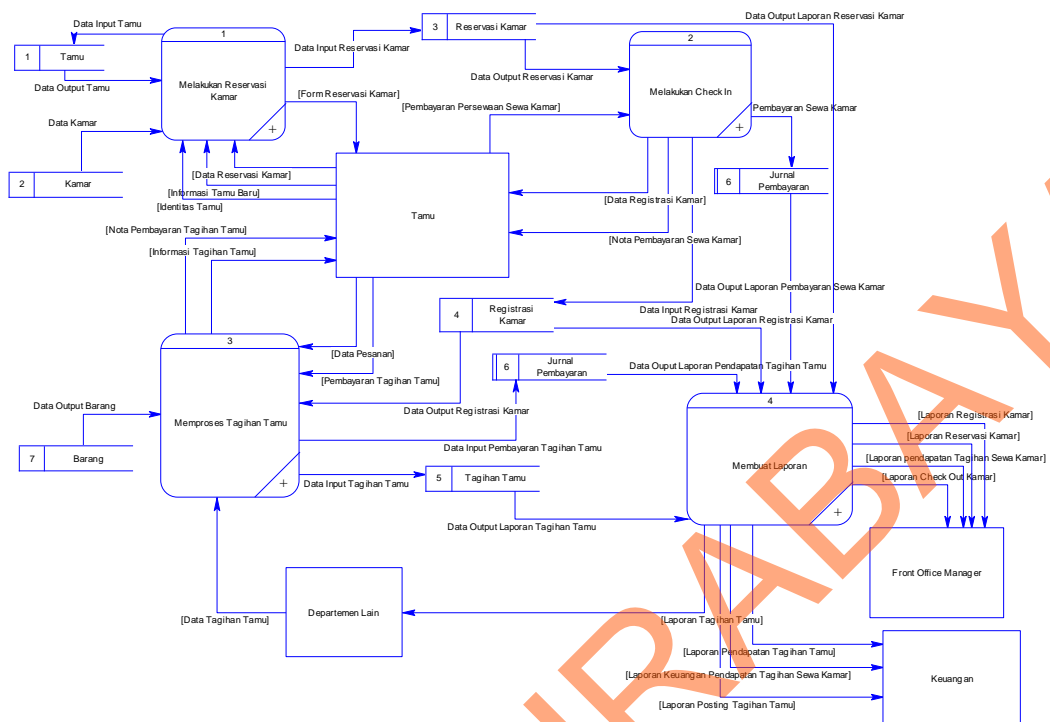 Data Input Tamu
1
3
Reservasi Kamar
Data Output Laporan Reservasi Kamar
2
1
Tamu
Data Input Reservasi Kamar
Data Output Tamu
Melakukan Reservasi
Kamar
Data Output Reservasi Kamar
Melakukan Check In
[Form Reservasi Kamar]
[Pembayaran Persewaan Sewa Kamar]
Pembayaran Sewa Kamar
Data Kamar
+
+
2
Kamar
[Data Reservasi Kamar]
6
Jurnal
Pembayaran
[Informasi Tamu Baru]
[Identitas Tamu]
[Data Registrasi Kamar]
Tamu
[Nota Pembayaran Tagihan Tamu]
[Nota Pembayaran Sewa Kamar]
[Informasi Tagihan Tamu]
Data Ouput Laporan Pembayaran Sewa Kamar
4
Registrasi
Kamar
Data Input Registrasi Kamar
Data Output Laporan Registrasi Kamar
3
[Data Pesanan]
6
Jurnal
Pembayaran
Data Ouput Laporan Pendapatan Tagihan Tamu
[Pembayaran Tagihan Tamu]
4
Data Output Barang
Data Output Registrasi Kamar
[Laporan Registrasi Kamar]
Memproses Tagihan Tamu
[Laporan Reservasi Kamar]
7
Barang
Data Input Pembayaran Tagihan Tamu
[Laporan pendapatan Tagihan Sewa Kamar]
Membuat Laporan
[Laporan Check Out Kamar]
+
Data Input Tagihan Tamu
5
Tagihan Tamu
+
Data Output Laporan Tagihan Tamu
Front Office Manager
Departemen Lain
[Data Tagihan Tamu]
[Laporan Tagihan Tamu]
[Laporan Pendapatan Tagihan Tamu]
[Laporan Keuangan Pendapatan Tagihan Sewa Kamar]
Keuangan
[Laporan Posting Tagihan Tamu]
URABAY